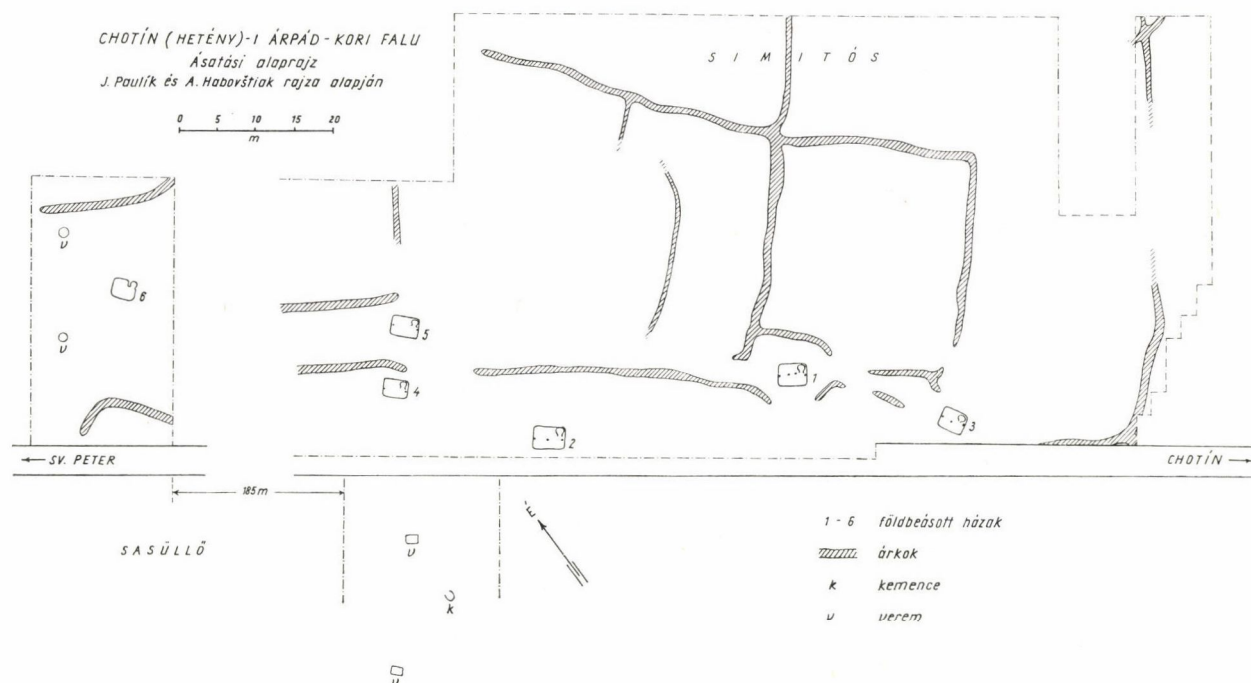 CHOTÍN (HETÉNY)-I ÁRPÁD-KORI FALU
Ásatási alaprajz
J. Paulík és A. Habovštiak rajza alapján
0 5 10 15 20
m
SIMITÓS
v
6
v
5
4
1
2
3
← SV. PETER
CHOTÍN →
185 m
SASÜLLŐ
É
v
k
v
1 - 6 földbeásott házak
árkok
k kemence
v verem